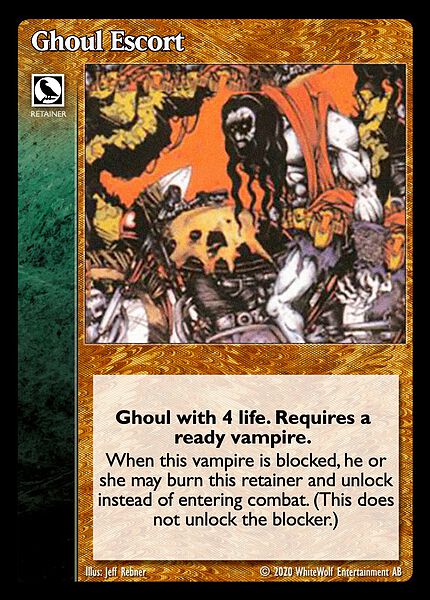 Ghoul Escort
RETAINER
Ghoul with 4 life. Requires a
ready vampire.
When this vampire is blocked, he or
she may burn this retainer and unlock
instead of entering combat. (This does
not unlock the blocker.)
Illus: Jeff Rebner
© 2020 WhiteWolf Entertainment AB